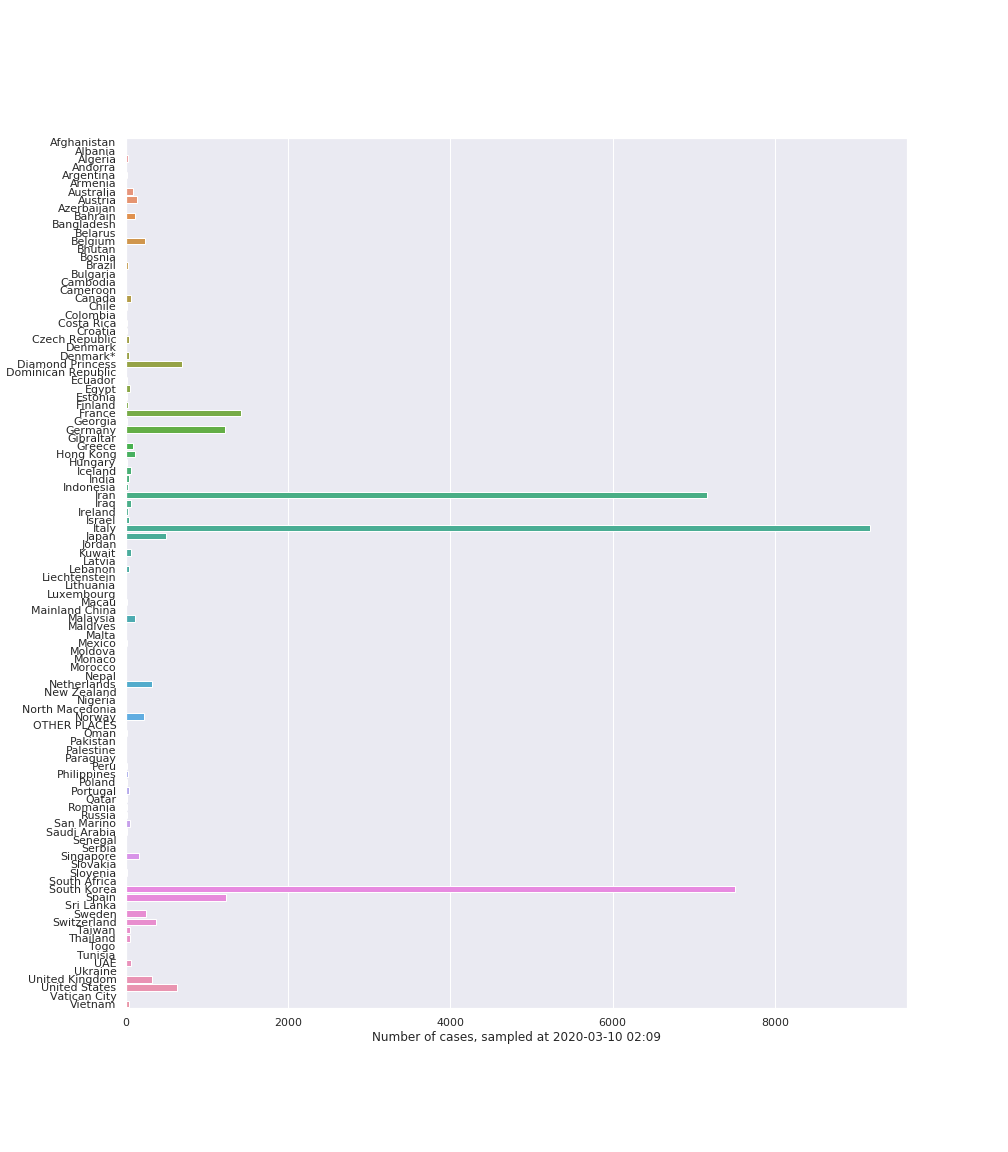 Afghanistan
Albania
Algeria
Andorra
Argentina
Armenia
Australia
Austria
Azerbaijan
Bahrain
Bangladesh
Belarus
Belgium
Bhutan
Bosnia
Brazil
Bulgaria
Cambodia
Cameroon
Canada
Chile
Colombia
Costa Rica
Croatia
Czech Republic
Denmark
Denmark*
Diamond Princess
Dominican Republic
Ecuador
Egypt
Estonia
Finland
France
Georgia
Germany
Gibraltar
Greece
Hong Kong
Hungary
Iceland
India
Indonesia
Iran
Iraq
Ireland
Israel
Italy
Japan
Jordan
Kuwait
Latvia
Lebanon
Liechtenstein
Lithuania
Luxembourg
Macau
Mainland China
Malaysia
Maldives
Malta
Mexico
Moldova
Monaco
Morocco
Nepal
Netherlands
New Zealand
Nigeria
North Macedonia
Norway
OTHER PLACES
Oman
Pakistan
Palestine
Paraguay
Peru
Philippines
Poland
Portugal
Qatar
Romania
Russia
San Marino
Saudi Arabia
Senegal
Serbia
Singapore
Slovakia
Slovenia
South Africa
South Korea
Spain
Sri Lanka
Sweden
Switzerland
Taiwan
Thailand
Togo
Tunisia
UAE
Ukraine
United Kingdom
United States
Vatican City
Vietnam
0 2000 4000 6000 8000
Number of cases, sampled at 2020-03-10 02:09